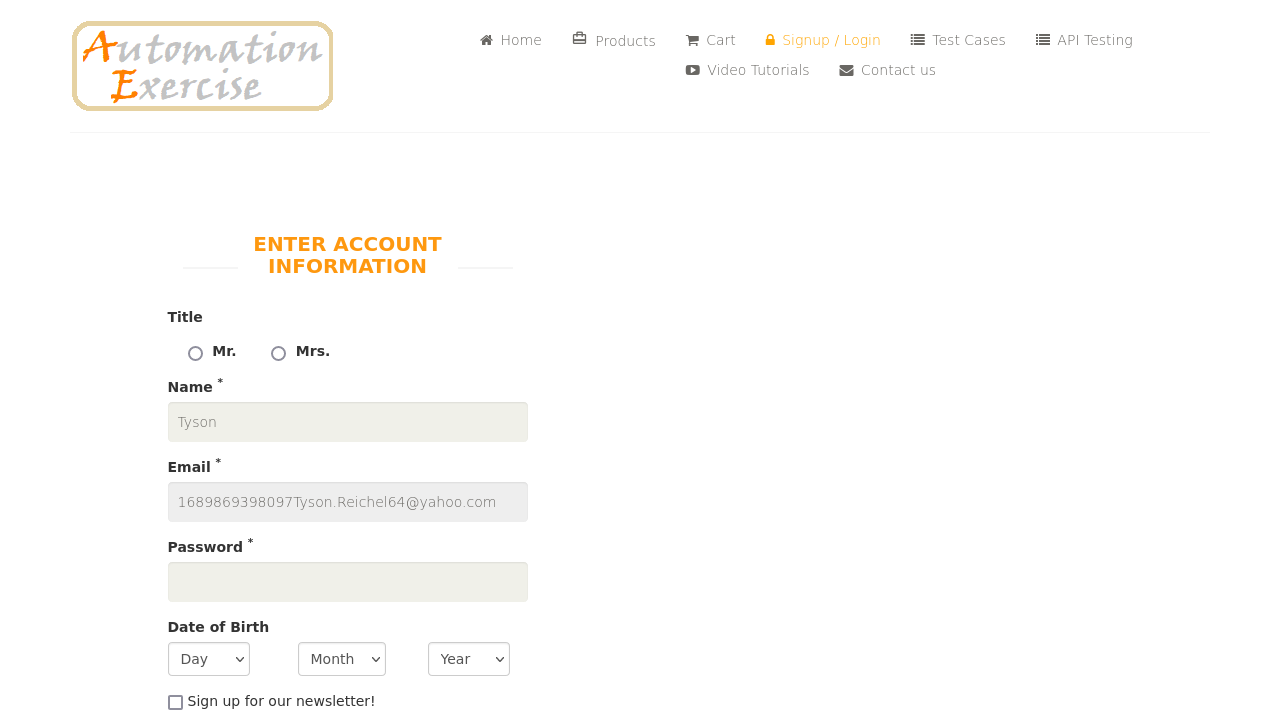 Automation
Exercise
Home
Products
Cart
Signup / Login
Test Cases
API Testing
Video Tutorials
Contact us
ENTER ACCOUNT
INFORMATION
Title
Mr.
Mrs.
Name *
Tyson
Email *
1689869398097Tyson.Reichel64@yahoo.com
Password *
Date of Birth
Day
Month
Year
Sign up for our newsletter!